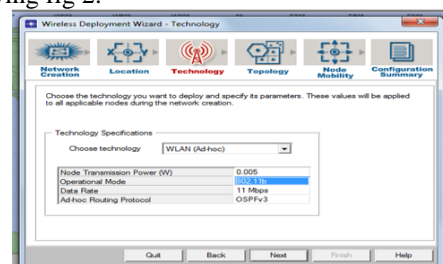 wing fig 2.
Wireless Deployment Wizard - Technology
Network Creation
Location
Technology
Topology
Node Mobility
Configuration Summary
Choose the technology you want to deploy and specify its parameters. These values will be applied
to all applicable nodes during the network creation.
Technology Specifications
Choose technology WLAN (Ad-hoc)
Node Transmission Power (W) 0.005
Operational Mode 802.11b
Data Rate 11 Mbps
Ad-hoc Routing Protocol OSPFv3
Quit Back Next Finish Help